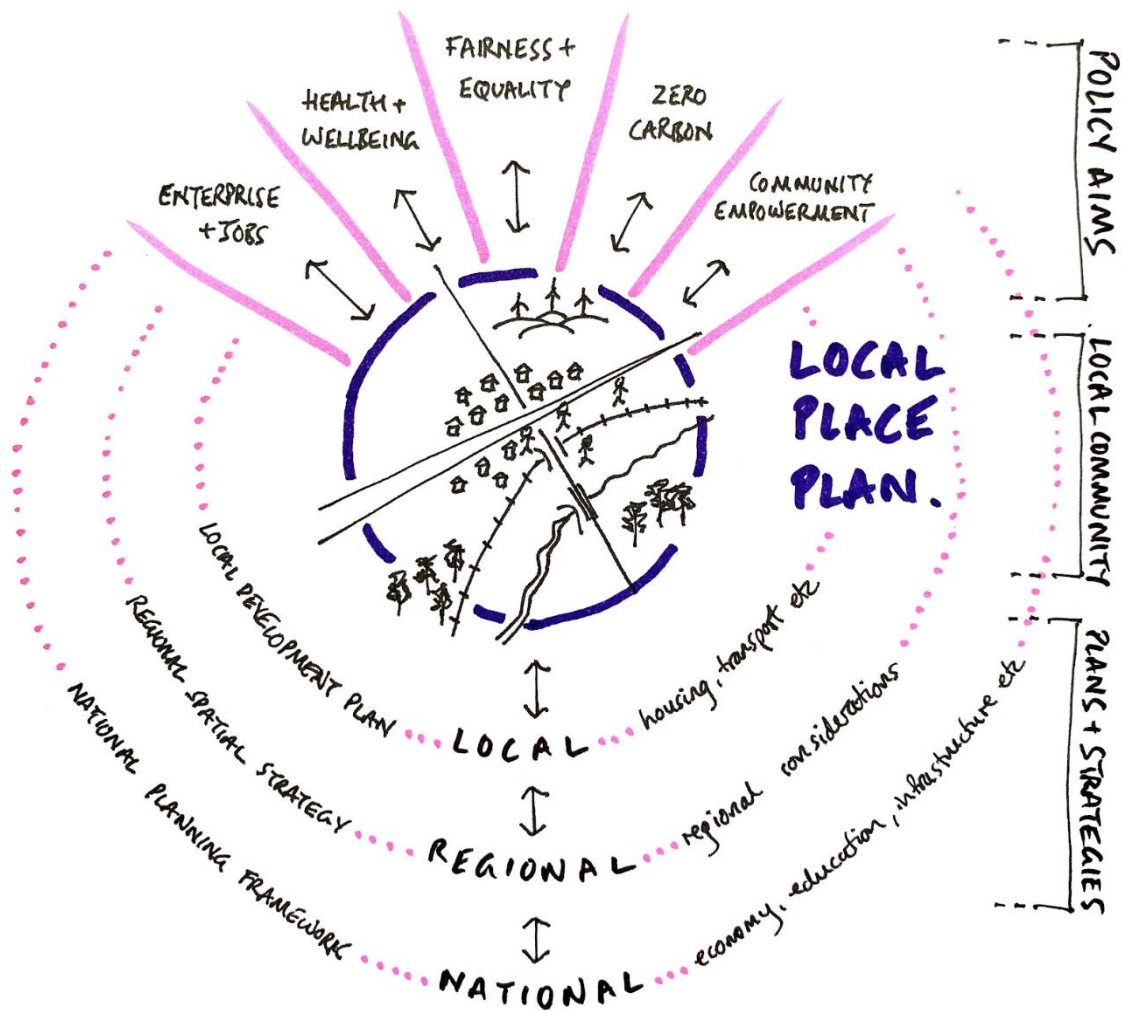 FAIRNESS +
EQUALITY
HEALTH +
WELLBEING
ZERO
CARBON
ENTERPRISE
+ JOBS
COMMUNITY
EMPOWERMENT
POLICY AIMS
LOCAL
PLACE
PLAN.
LOCAL COMMUNITY
LOCAL DEVELOPMENT PLAN
LOCAL
housing, transport etc
REGIONAL SPATIAL STRATEGY
REGIONAL
regional considerations
NATIONAL PLANNING FRAMEWORK
NATIONAL
economy, education, infrastructure etc
PLANS + STRATEGIES